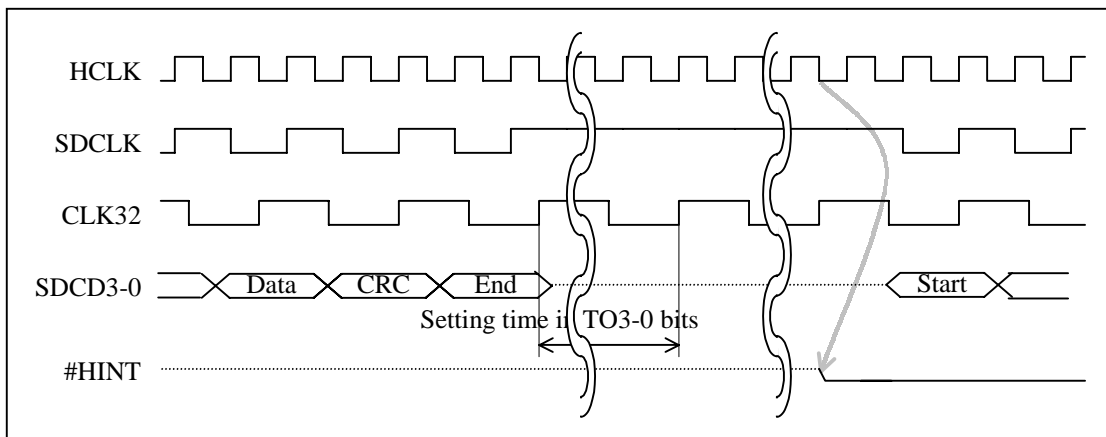 HCLK
SDCLK
CLK32
SDCD3-0
Data
CRC
End
Start
Setting time in TO3-0 bits
#HINT